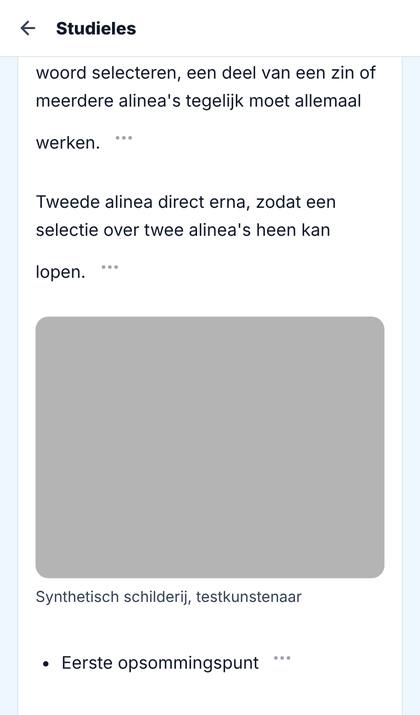 Studieles
woord selecteren, een deel van een zin of
meerdere alinea's tegelijk moet allemaal
werken. •••
Tweede alinea direct erna, zodat een
selectie over twee alinea's heen kan
lopen. •••
Synthetisch schilderij, testkunstenaar
• Eerste opsommingspunt •••